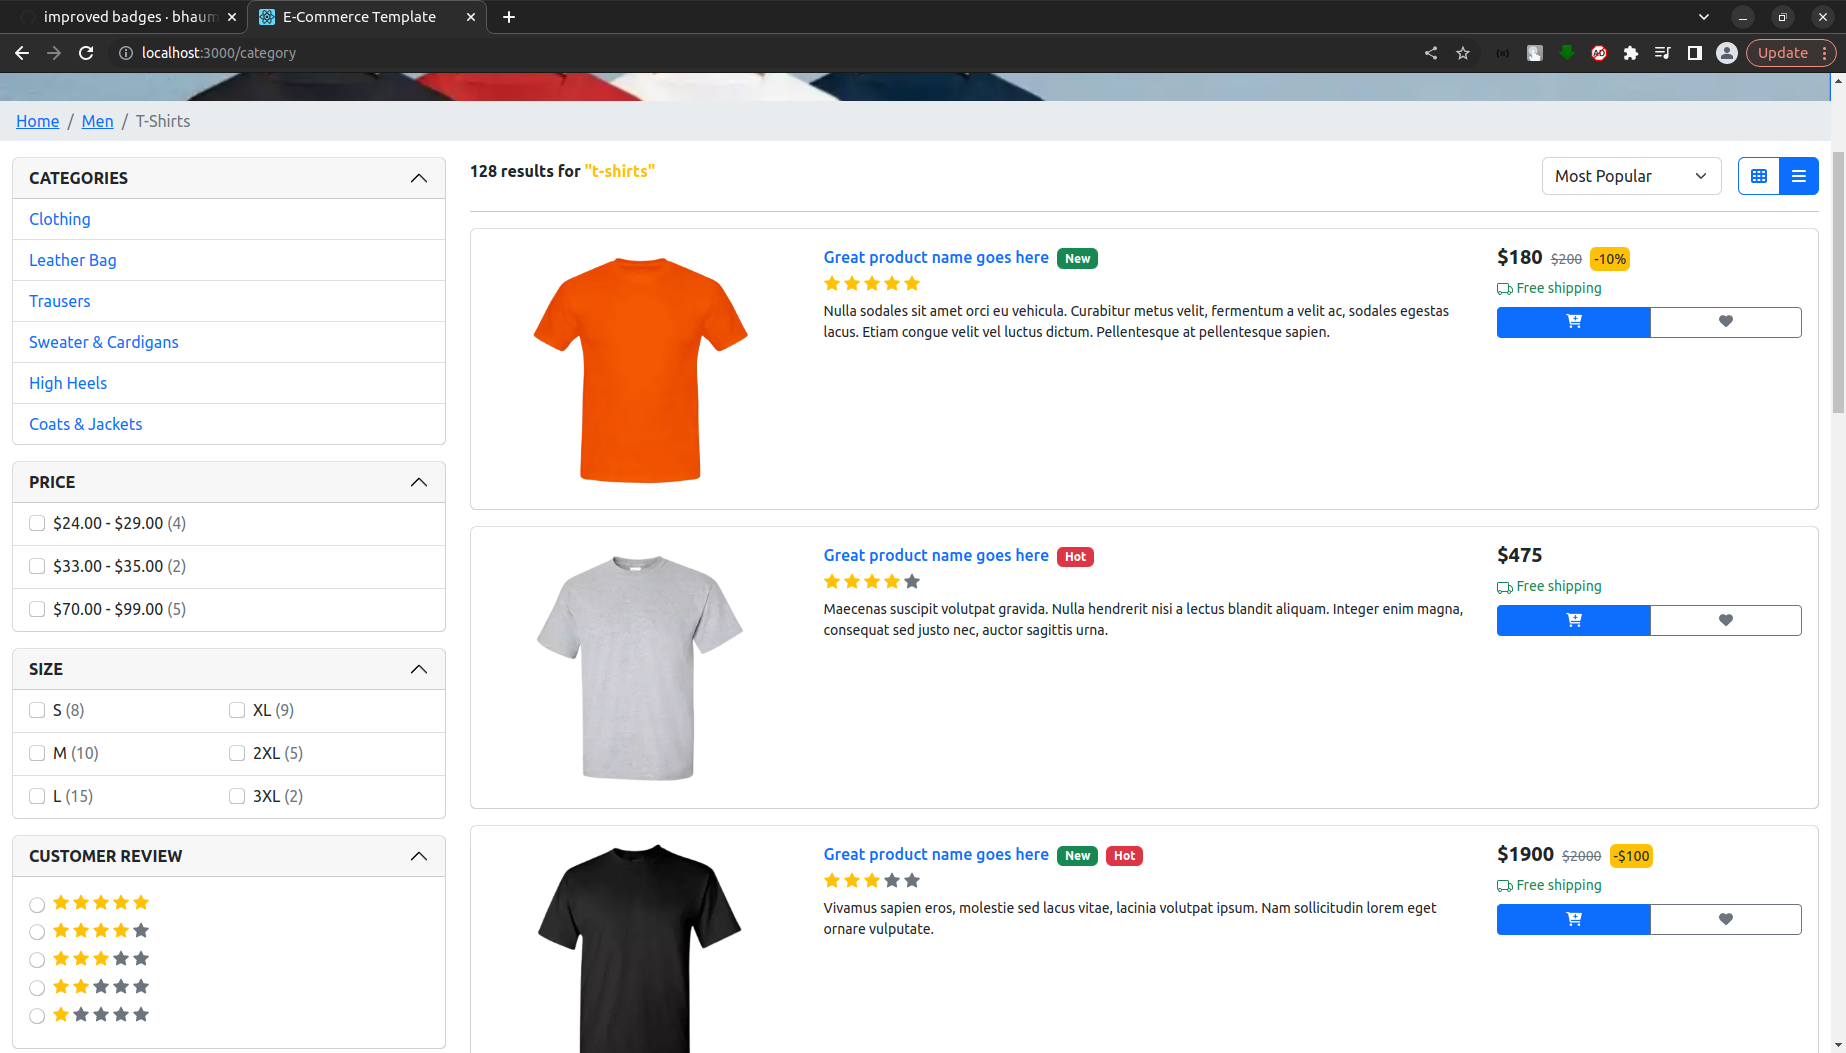 improved badges · bhaum
E-Commerce Template
localhost:3000/category
Update
Home / Men / T-Shirts
CATEGORIES
Clothing
Leather Bag
Trousers
Sweater & Cardigans
High Heels
Coats & Jackets
PRICE
$24.00 - $29.00 (4)
$33.00 - $35.00 (2)
$70.00 - $99.00 (5)
SIZE
S (8) XL (9)
M (10) 2XL (5)
L (15) 3XL (2)
CUSTOMER REVIEW
128 results for "t-shirts"
Most Popular
Great product name goes here New
Nulla sodales sit amet orci eu vehicula. Curabitur metus velit, fermentum a velit ac, sodales egestas
lacus. Etiam congue velit vel luctus dictum. Pellentesque at pellentesque sapien.
$180 $200 -10%
Free shipping
Great product name goes here Hot
Maecenas suscipit volutpat gravida. Nulla hendrerit nisi a lectus blandit aliquam. Integer enim magna,
consequat sed justo nec, auctor sagittis urna.
$475
Free shipping
Great product name goes here New Hot
Vivamus sapien eros, molestie sed lacus vitae, lacinia volutpat ipsum. Nam sollicitudin lorem eget
ornare vulputate.
$1900 $2000 -$100
Free shipping